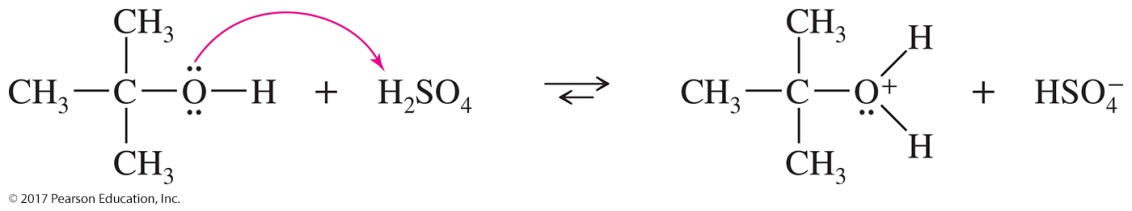 CH₃ CH₃ H
CH₃—C—O—H + H₂SO₄ ⇌ CH₃—C—O⁺ + HSO₄⁻
CH₃ CH₃ H
© 2017 Pearson Education, Inc.